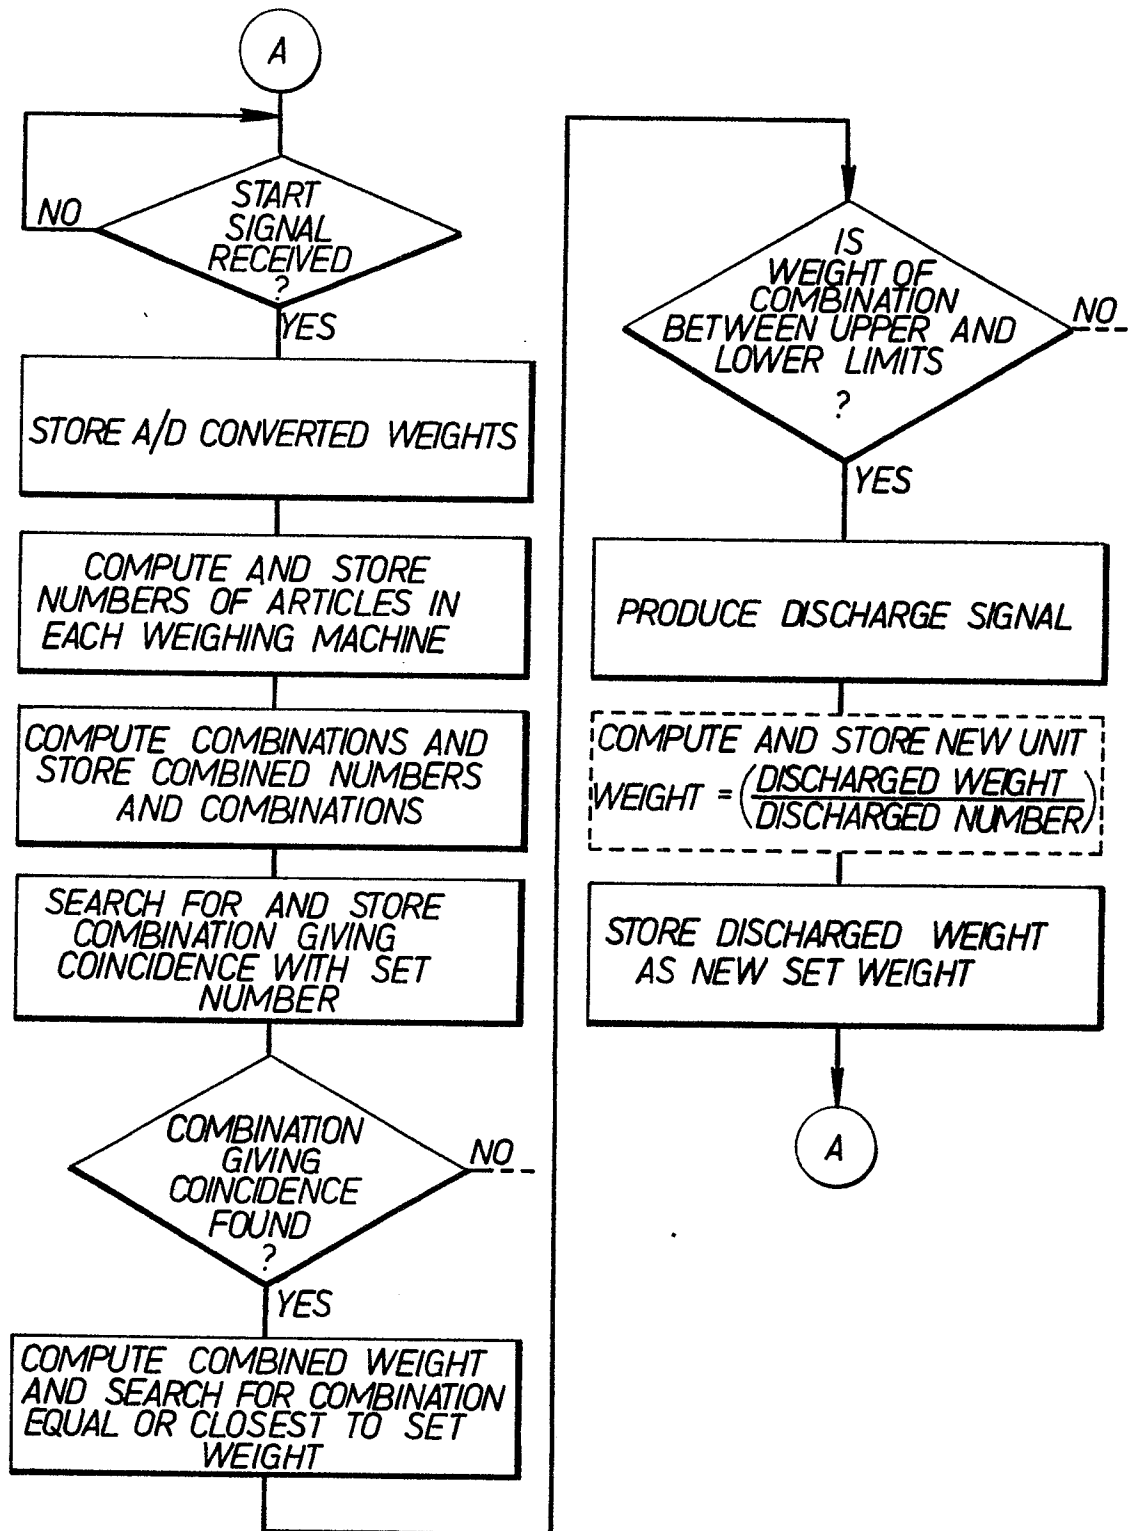 A
START
SIGNAL
RECEIVED
?
NO
YES
STORE A/D CONVERTED WEIGHTS
COMPUTE AND STORE
NUMBERS OF ARTICLES IN
EACH WEIGHING MACHINE
COMPUTE COMBINATIONS AND
STORE COMBINED NUMBERS
AND COMBINATIONS
SEARCH FOR AND STORE
COMBINATION GIVING
COINCIDENCE WITH SET
NUMBER
COMBINATION
GIVING
COINCIDENCE
FOUND
?
NO
YES
COMPUTE COMBINED WEIGHT
AND SEARCH FOR COMBINATION
EQUAL OR CLOSEST TO SET
WEIGHT
IS
WEIGHT OF
COMBINATION
BETWEEN UPPER AND
LOWER LIMITS
?
NO
YES
PRODUCE DISCHARGE SIGNAL
COMPUTE AND STORE NEW UNIT
WEIGHT = (DISCHARGED WEIGHT
DISCHARGED NUMBER)
STORE DISCHARGED WEIGHT
AS NEW SET WEIGHT
A